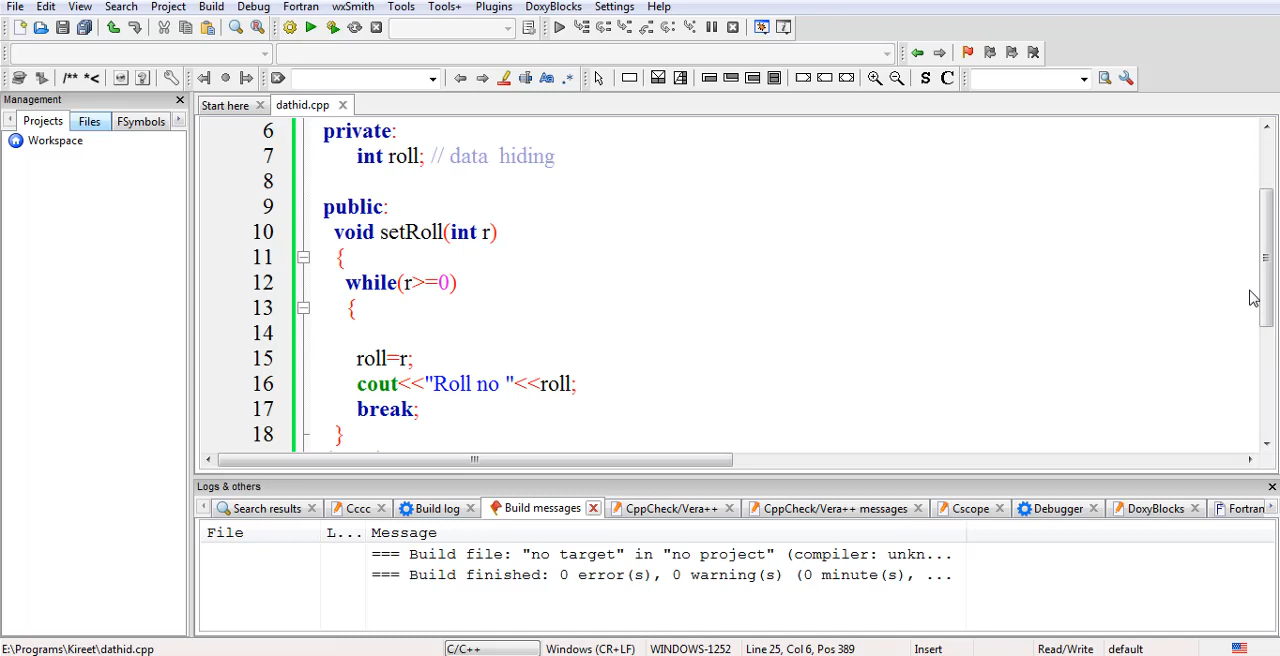 File Edit View Search Project Build Debug Fortran wxSmith Tools Tools+ Plugins DoxyBlocks Settings Help
/** *<
S C
Management
Start here dathid.cpp
Projects Files FSymbols
Workspace
6 private:
7 int roll; // data hiding
8
9 public:
10 void setRoll(int r)
11 {
12 while(r>=0)
13 {
14
15 roll=r;
16 cout<<"Roll no "<<roll;
17 break;
18 }
Logs & others
Search results Cccc Build log Build messages CppCheck/Vera++ CppCheck/Vera++ messages Cscope Debugger DoxyBlocks Fortran
File L... Message
=== Build file: "no target" in "no project" (compiler: unkn...
=== Build finished: 0 error(s), 0 warning(s) (0 minute(s), ...
E:\Programs\Kireet\dathid.cpp C/C++ Windows (CR+LF) WINDOWS-1252 Line 25, Col 6, Pos 389 Insert Read/Write default